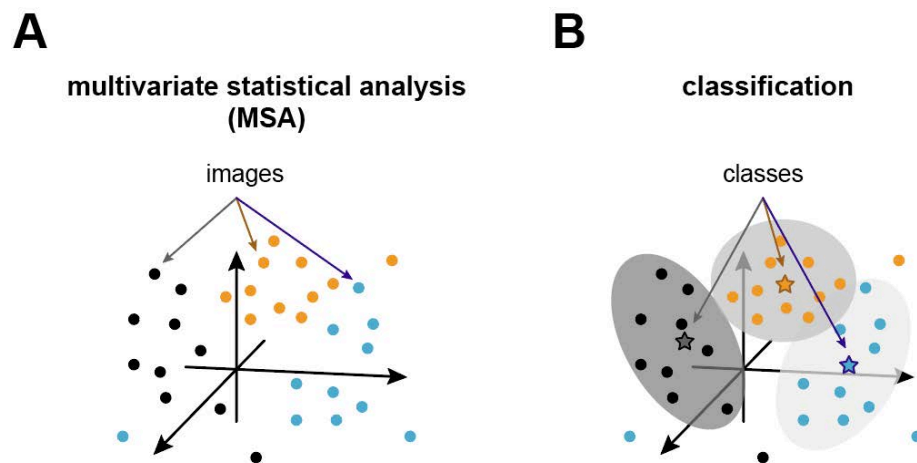 A
multivariate statistical analysis
(MSA)
images
B
classification
classes